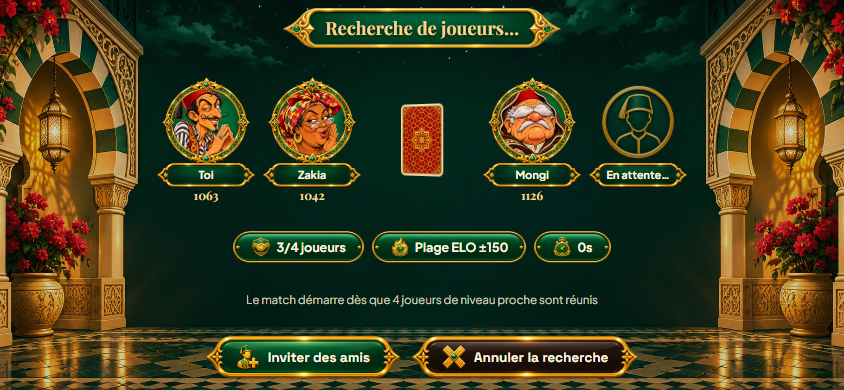 Recherche de joueurs...
Toi
Zakia
Mongi
En attente...
1063
1042
1126
3/4 joueurs
Plage ELO ±150
0s
Le match démarre dès que 4 joueurs de niveau proche sont réunis
Inviter des amis
Annuler la recherche